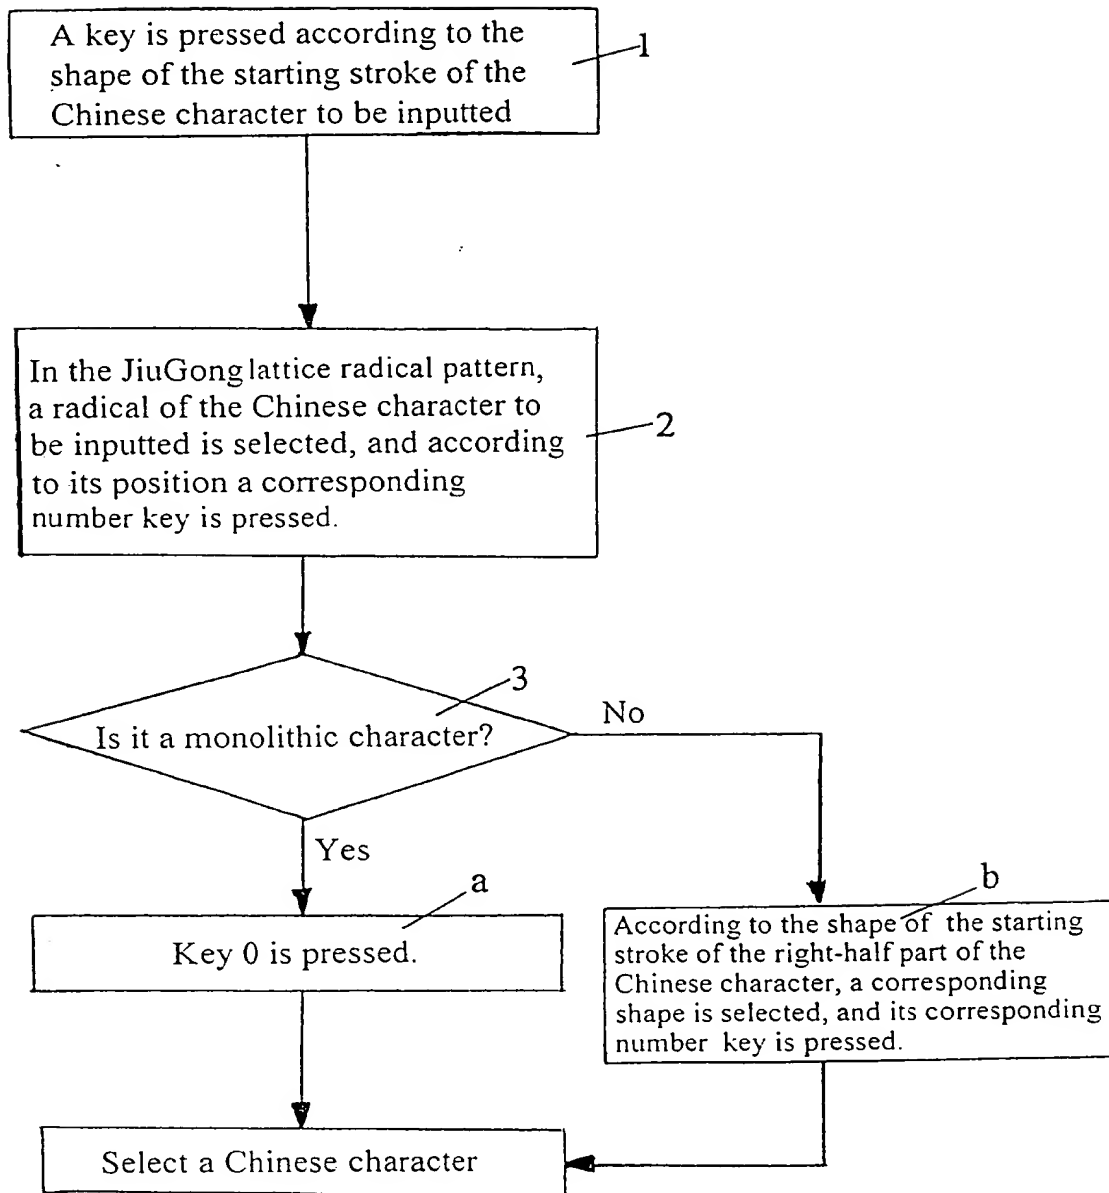 A key is pressed according to the
shape of the starting stroke of the
Chinese character to be inputted
1
In the JiuGong lattice radical pattern,
a radical of the Chinese character to
be inputted is selected, and according
to its position a corresponding
number key is pressed.
2
3
Is it a monolithic character?
No
Yes
a
Key 0 is pressed.
b
According to the shape of the starting
stroke of the right-half part of the
Chinese character, a corresponding
shape is selected, and its corresponding
number key is pressed.
Select a Chinese character